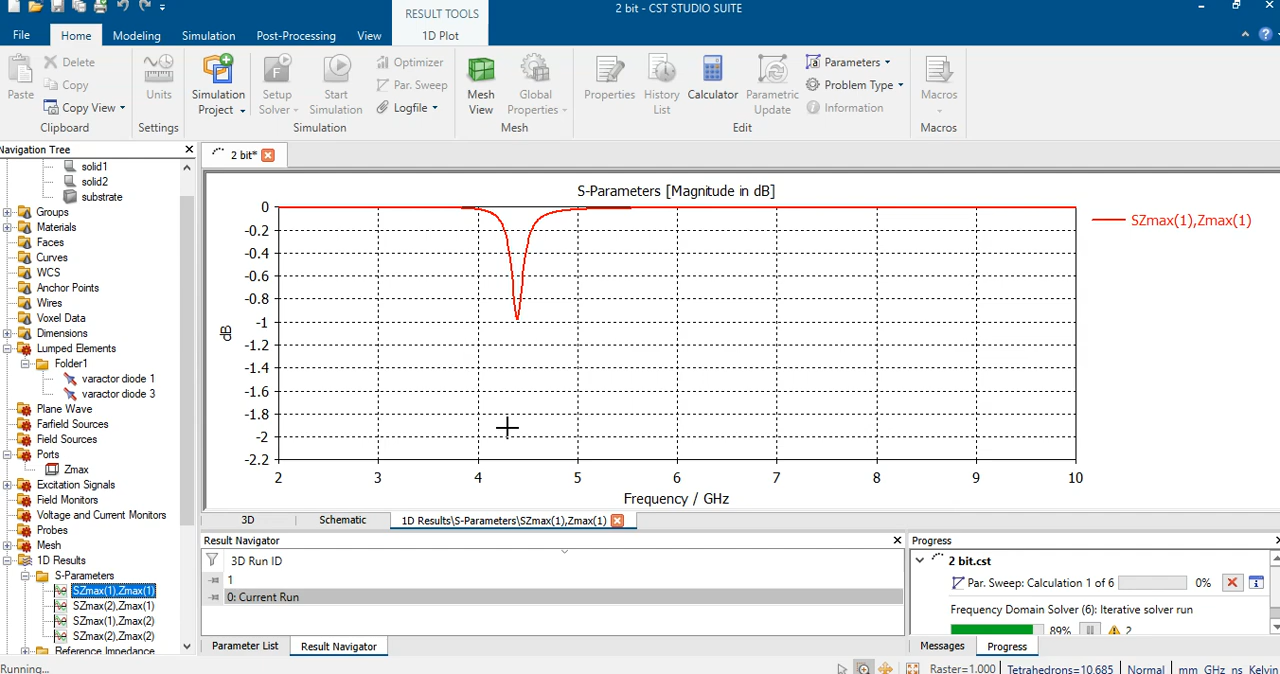 RESULT TOOLS
2 bit - CST STUDIO SUITE
File
Home
Modeling
Simulation
Post-Processing
View
1D Plot
Paste
Delete
Copy
Copy View
Clipboard
Units
Settings
Simulation
Project
Setup
Solver
Start
Simulation
Optimizer
Par. Sweep
Logfile
Simulation
Mesh
View
Global
Properties
Mesh
Properties
History
List
Calculator
Parametric
Update
Parameters
Problem Type
Information
Edit
Macros
Macros
Navigation Tree
2 bit*
solid1
solid2
substrate
Groups
Materials
Faces
Curves
WCS
Anchor Points
Wires
Voxel Data
Dimensions
Lumped Elements
Folder1
varactor diode 1
varactor diode 3
Plane Wave
Farfield Sources
Field Sources
Ports
Zmax
Excitation Signals
Field Monitors
Voltage and Current Monitors
Probes
Mesh
1D Results
S-Parameters
SZmax(1),Zmax(1)
SZmax(2),Zmax(1)
SZmax(1),Zmax(2)
SZmax(2),Zmax(2)
Reference Impedance
S-Parameters [Magnitude in dB]
SZmax(1),Zmax(1)
0
-0.2
-0.4
-0.6
-0.8
-1
-1.2
-1.4
-1.6
-1.8
-2
-2.2
dB
2 3 4 5 6 7 8 9 10
Frequency / GHz
3D
Schematic
1D Results\S-Parameters\SZmax(1),Zmax(1)
Result Navigator
3D Run ID
1
0: Current Run
Parameter List
Result Navigator
Progress
2 bit.cst
Par. Sweep: Calculation 1 of 6 0%
Frequency Domain Solver (6): Iterative solver run
89% 2
Messages
Progress
Running...
Raster=1.000 Tetrahedrons=10.685 Normal mm GHz ns Kelvin